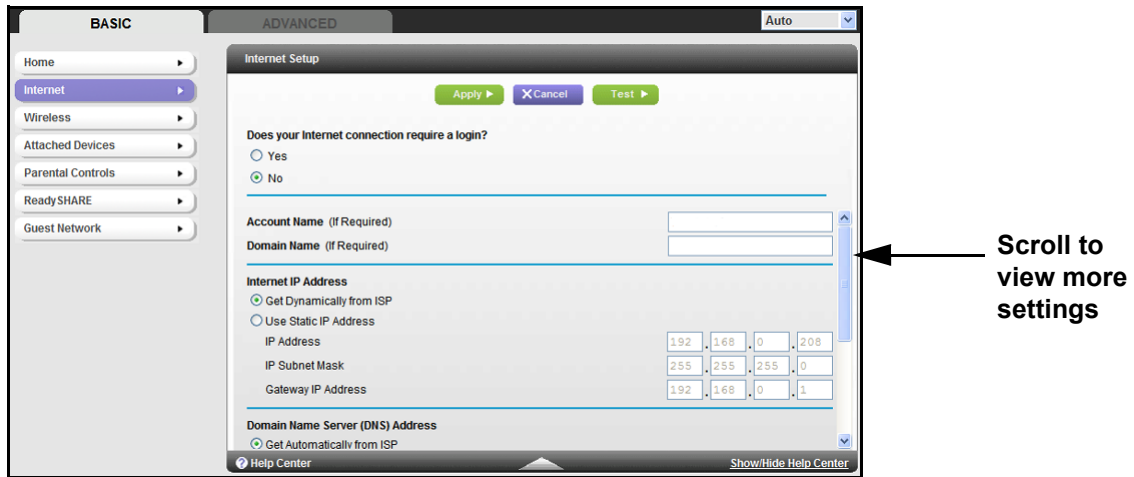 BASIC
ADVANCED
Auto
Home
Internet
Wireless
Attached Devices
Parental Controls
ReadySHARE
Guest Network
Internet Setup
Apply
Cancel
Test
Does your Internet connection require a login?
Yes
No
Account Name (If Required)
Domain Name (If Required)
Internet IP Address
Get Dynamically from ISP
Use Static IP Address
IP Address 192 . 168 . 0 . 208
IP Subnet Mask 255 . 255 . 255 . 0
Gateway IP Address 192 . 168 . 0 . 1
Domain Name Server (DNS) Address
Get Automatically from ISP
Help Center
Show/Hide Help Center
Scroll to
view more
settings